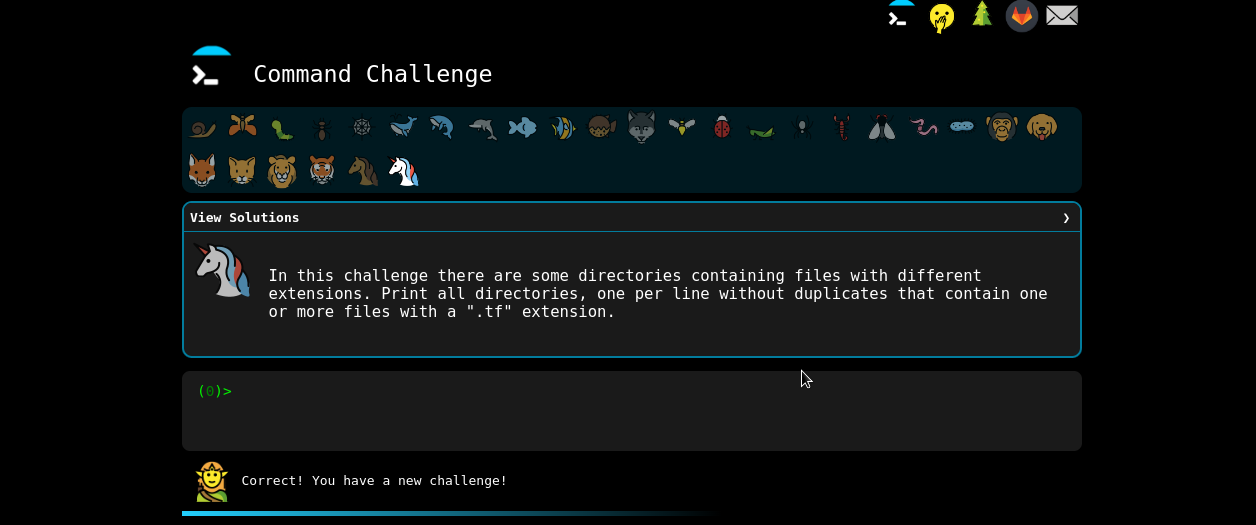 Command Challenge
View Solutions ❯
In this challenge there are some directories containing files with different
extensions. Print all directories, one per line without duplicates that contain one
or more files with a ".tf" extension.
(0)>
Correct! You have a new challenge!